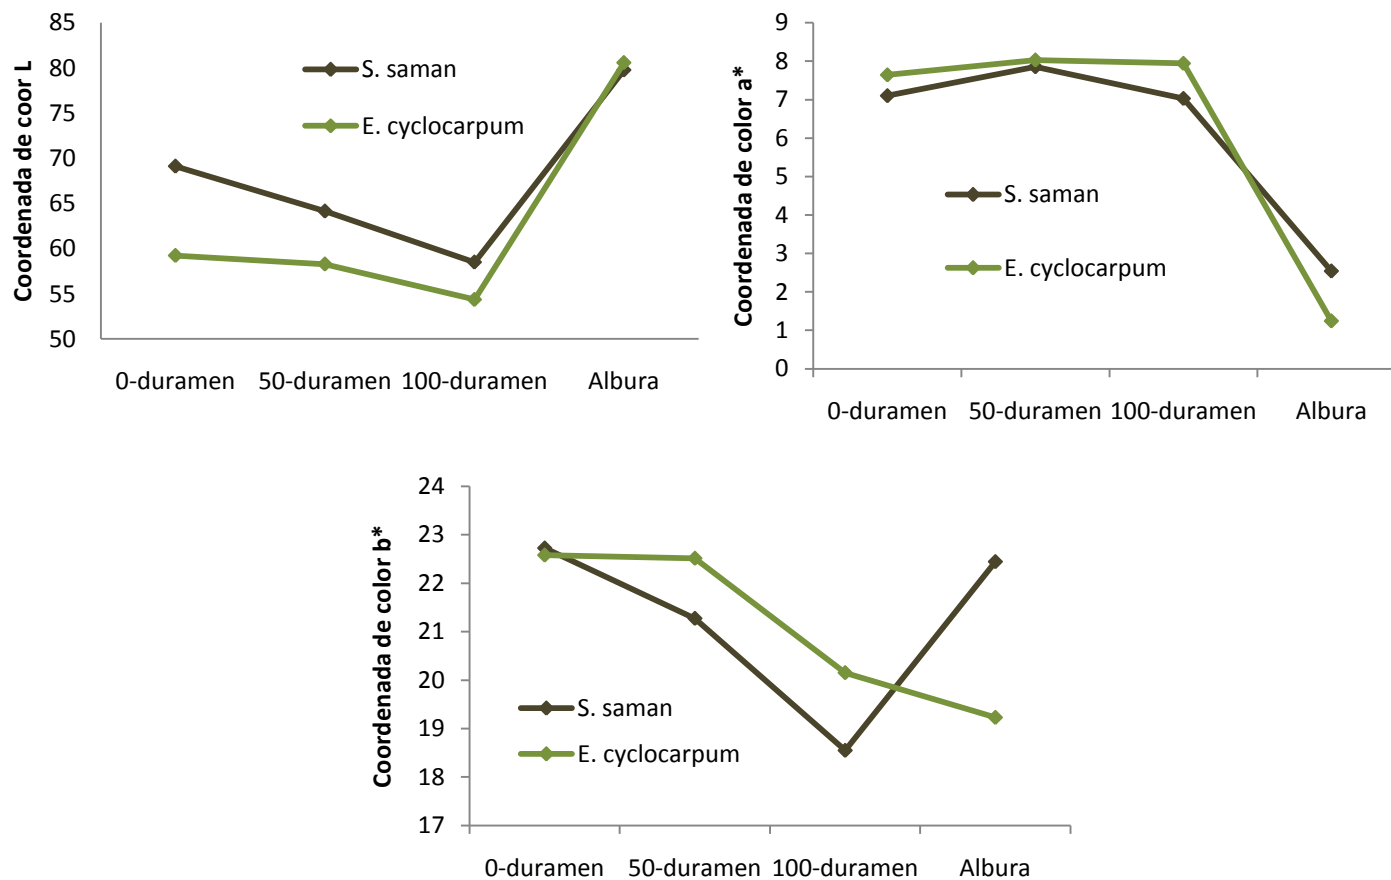 Coordenada de coor L
85
80
75
70
65
60
55
50
S. saman
E. cyclocarpum
0-duramen 50-duramen 100-duramen Albura
Coordenada de color a*
9
8
7
6
5
4
3
2
1
0
S. saman
E. cyclocarpum
0-duramen 50-duramen 100-duramen Albura
Coordenada de color b*
24
23
22
21
20
19
18
17
S. saman
E. cyclocarpum
0-duramen 50-duramen 100-duramen Albura